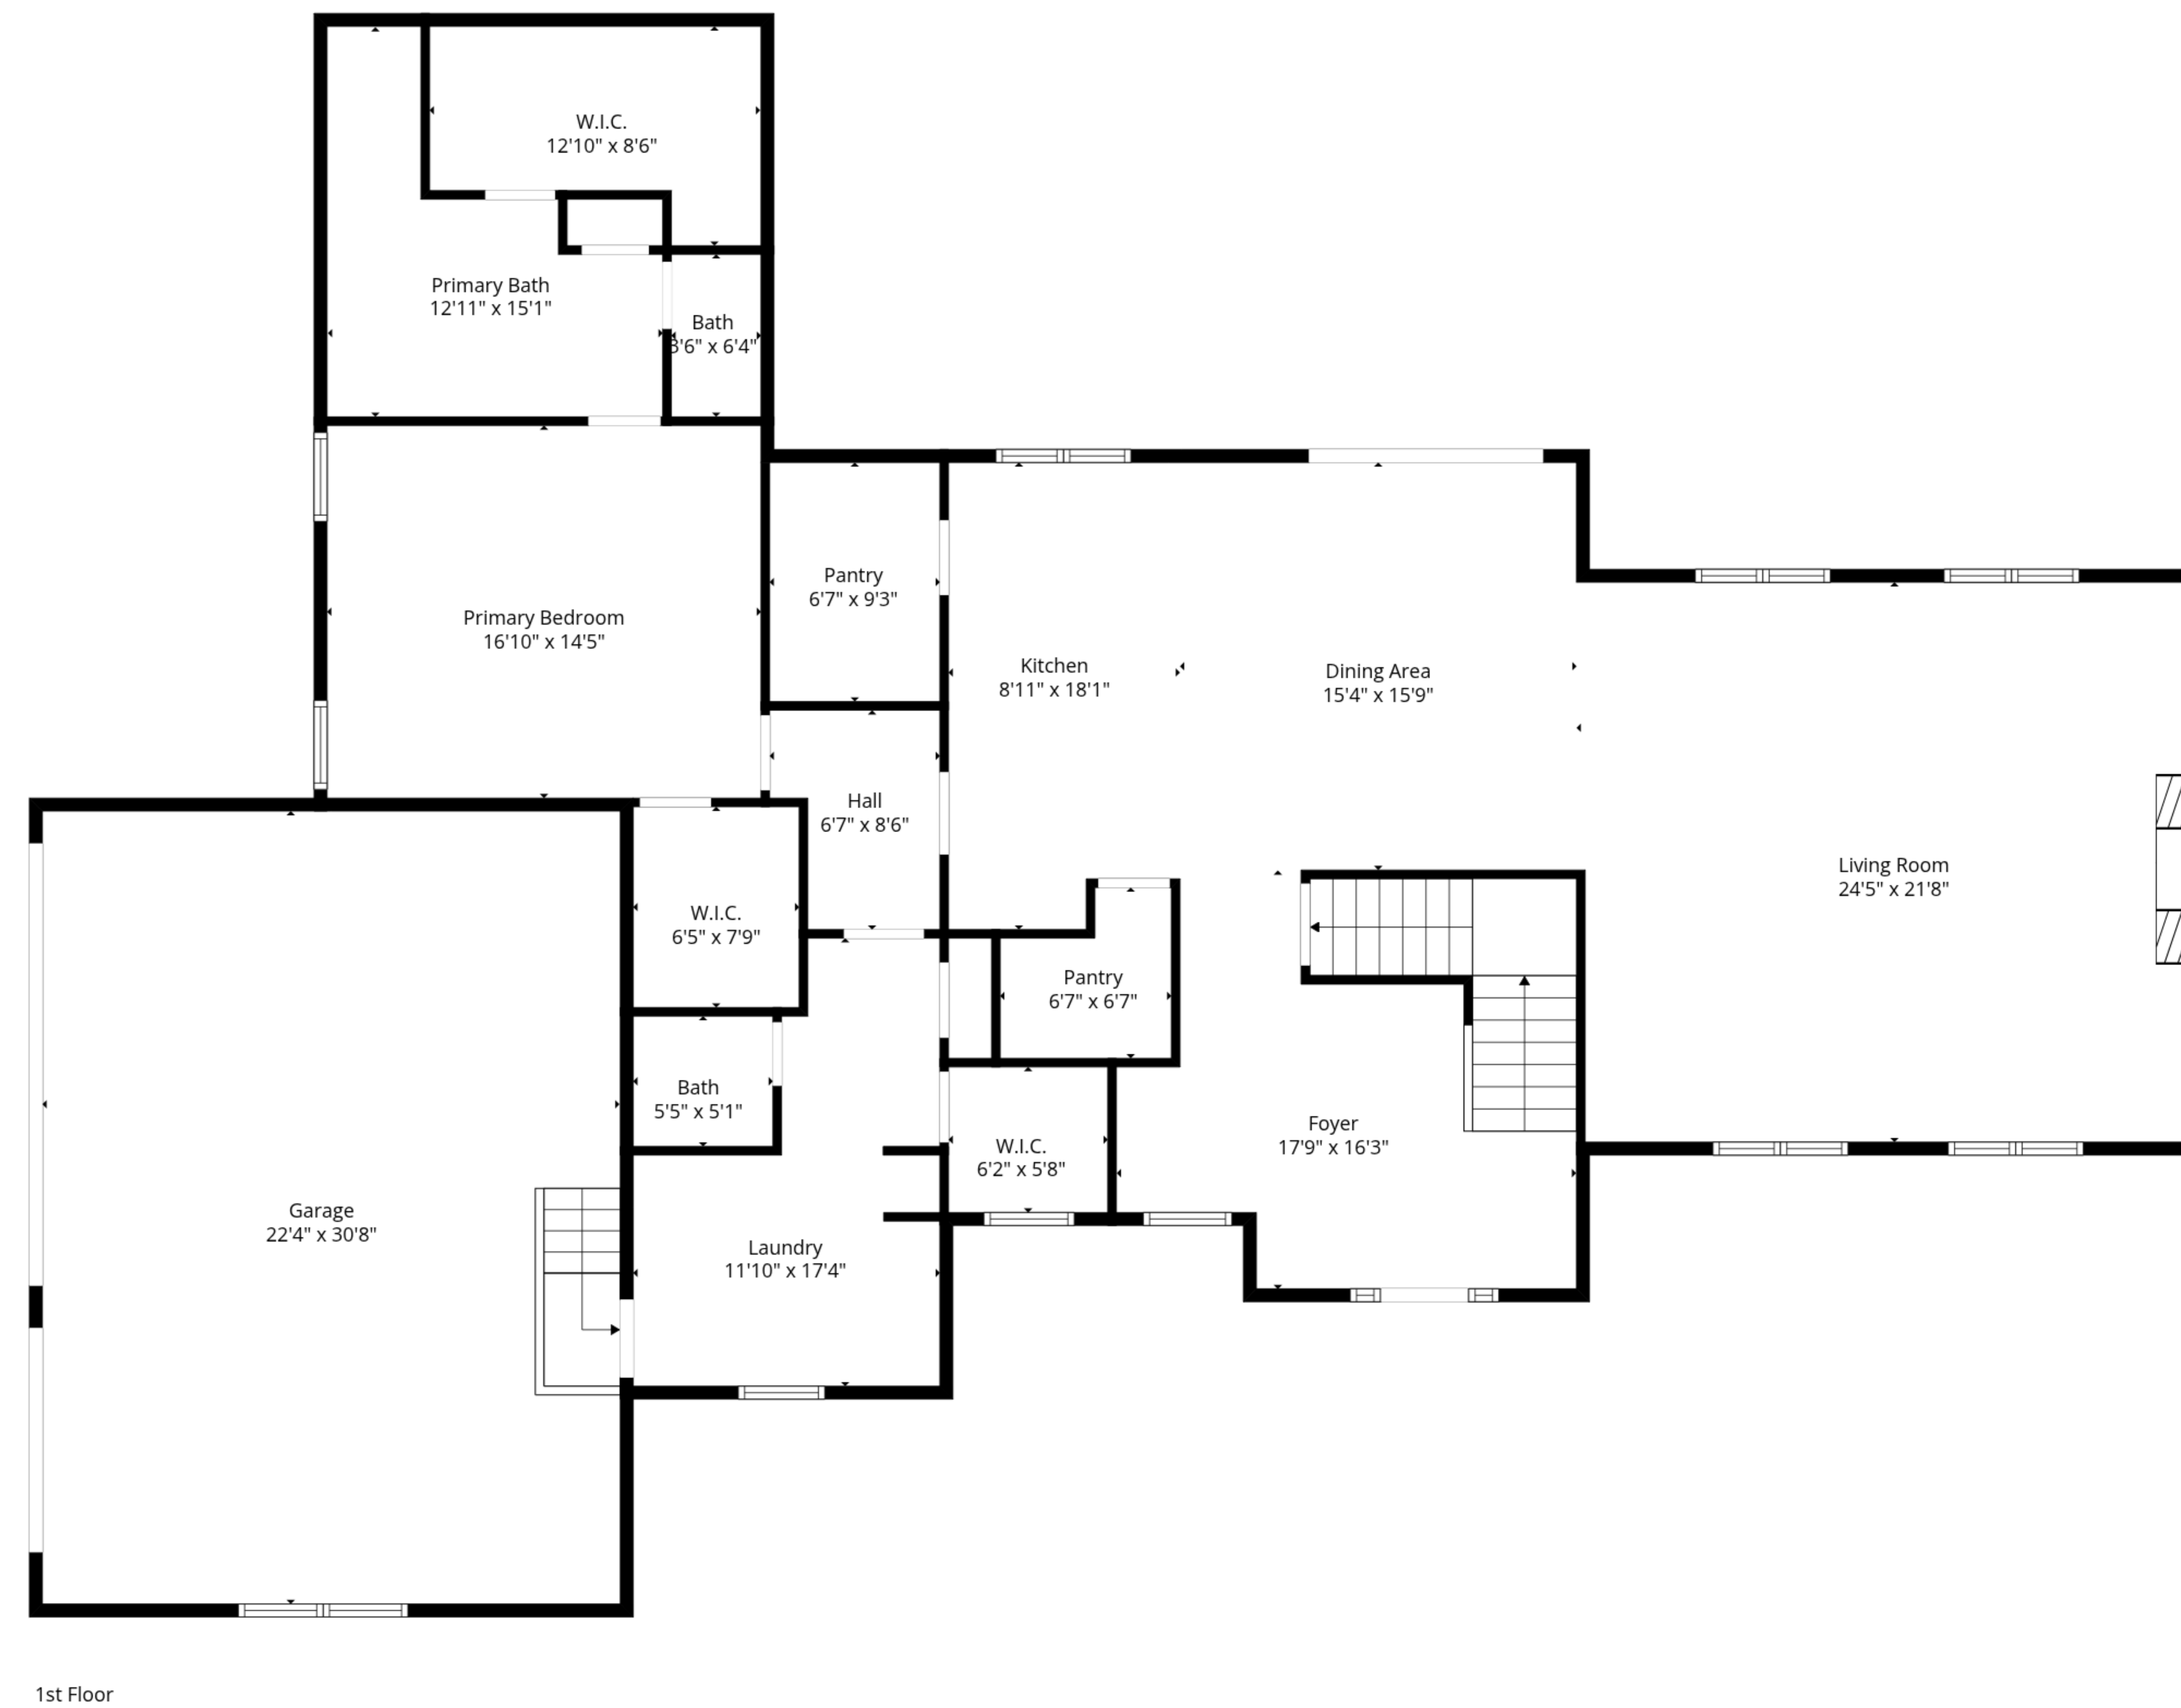 W.I.C.
12'10" x 8'6"
Primary Bath
12'11" x 15'1"
Bath
3'6" x 6'4"
Pantry
6'7" x 9'3"
Primary Bedroom
16'10" x 14'5"
Kitchen
8'11" x 18'1"
Dining Area
15'4" x 15'9"
Hall
6'7" x 8'6"
Living Room
24'5" x 21'8"
W.I.C.
6'5" x 7'9"
Pantry
6'7" x 6'7"
Bath
5'5" x 5'1"
Foyer
17'9" x 16'3"
W.I.C.
6'2" x 5'8"
Garage
22'4" x 30'8"
Laundry
11'10" x 17'4"
1st Floor